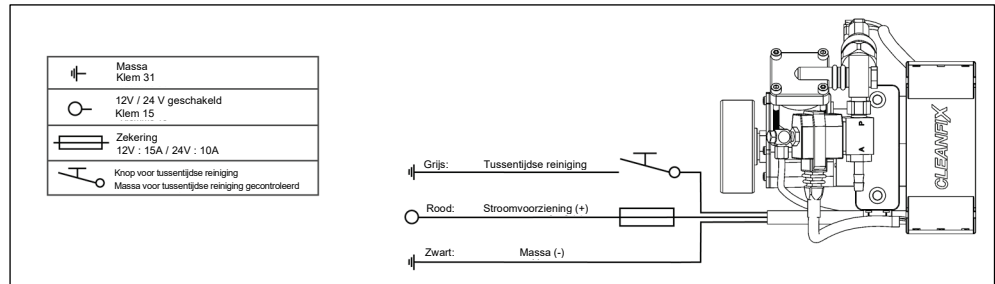 Massa
Klem 31
12V / 24 V geschakeld
Klem 15
Zekering
12V : 15A / 24V : 10A
Knop voor tussentijdse reiniging
Massa voor tussentijdse reiniging gecontroleerd
Grijs: Tussentijdse reiniging
Rood: Stroomvoorziening (+)
Zwart: Massa (-)
P
A
CLEANFIX